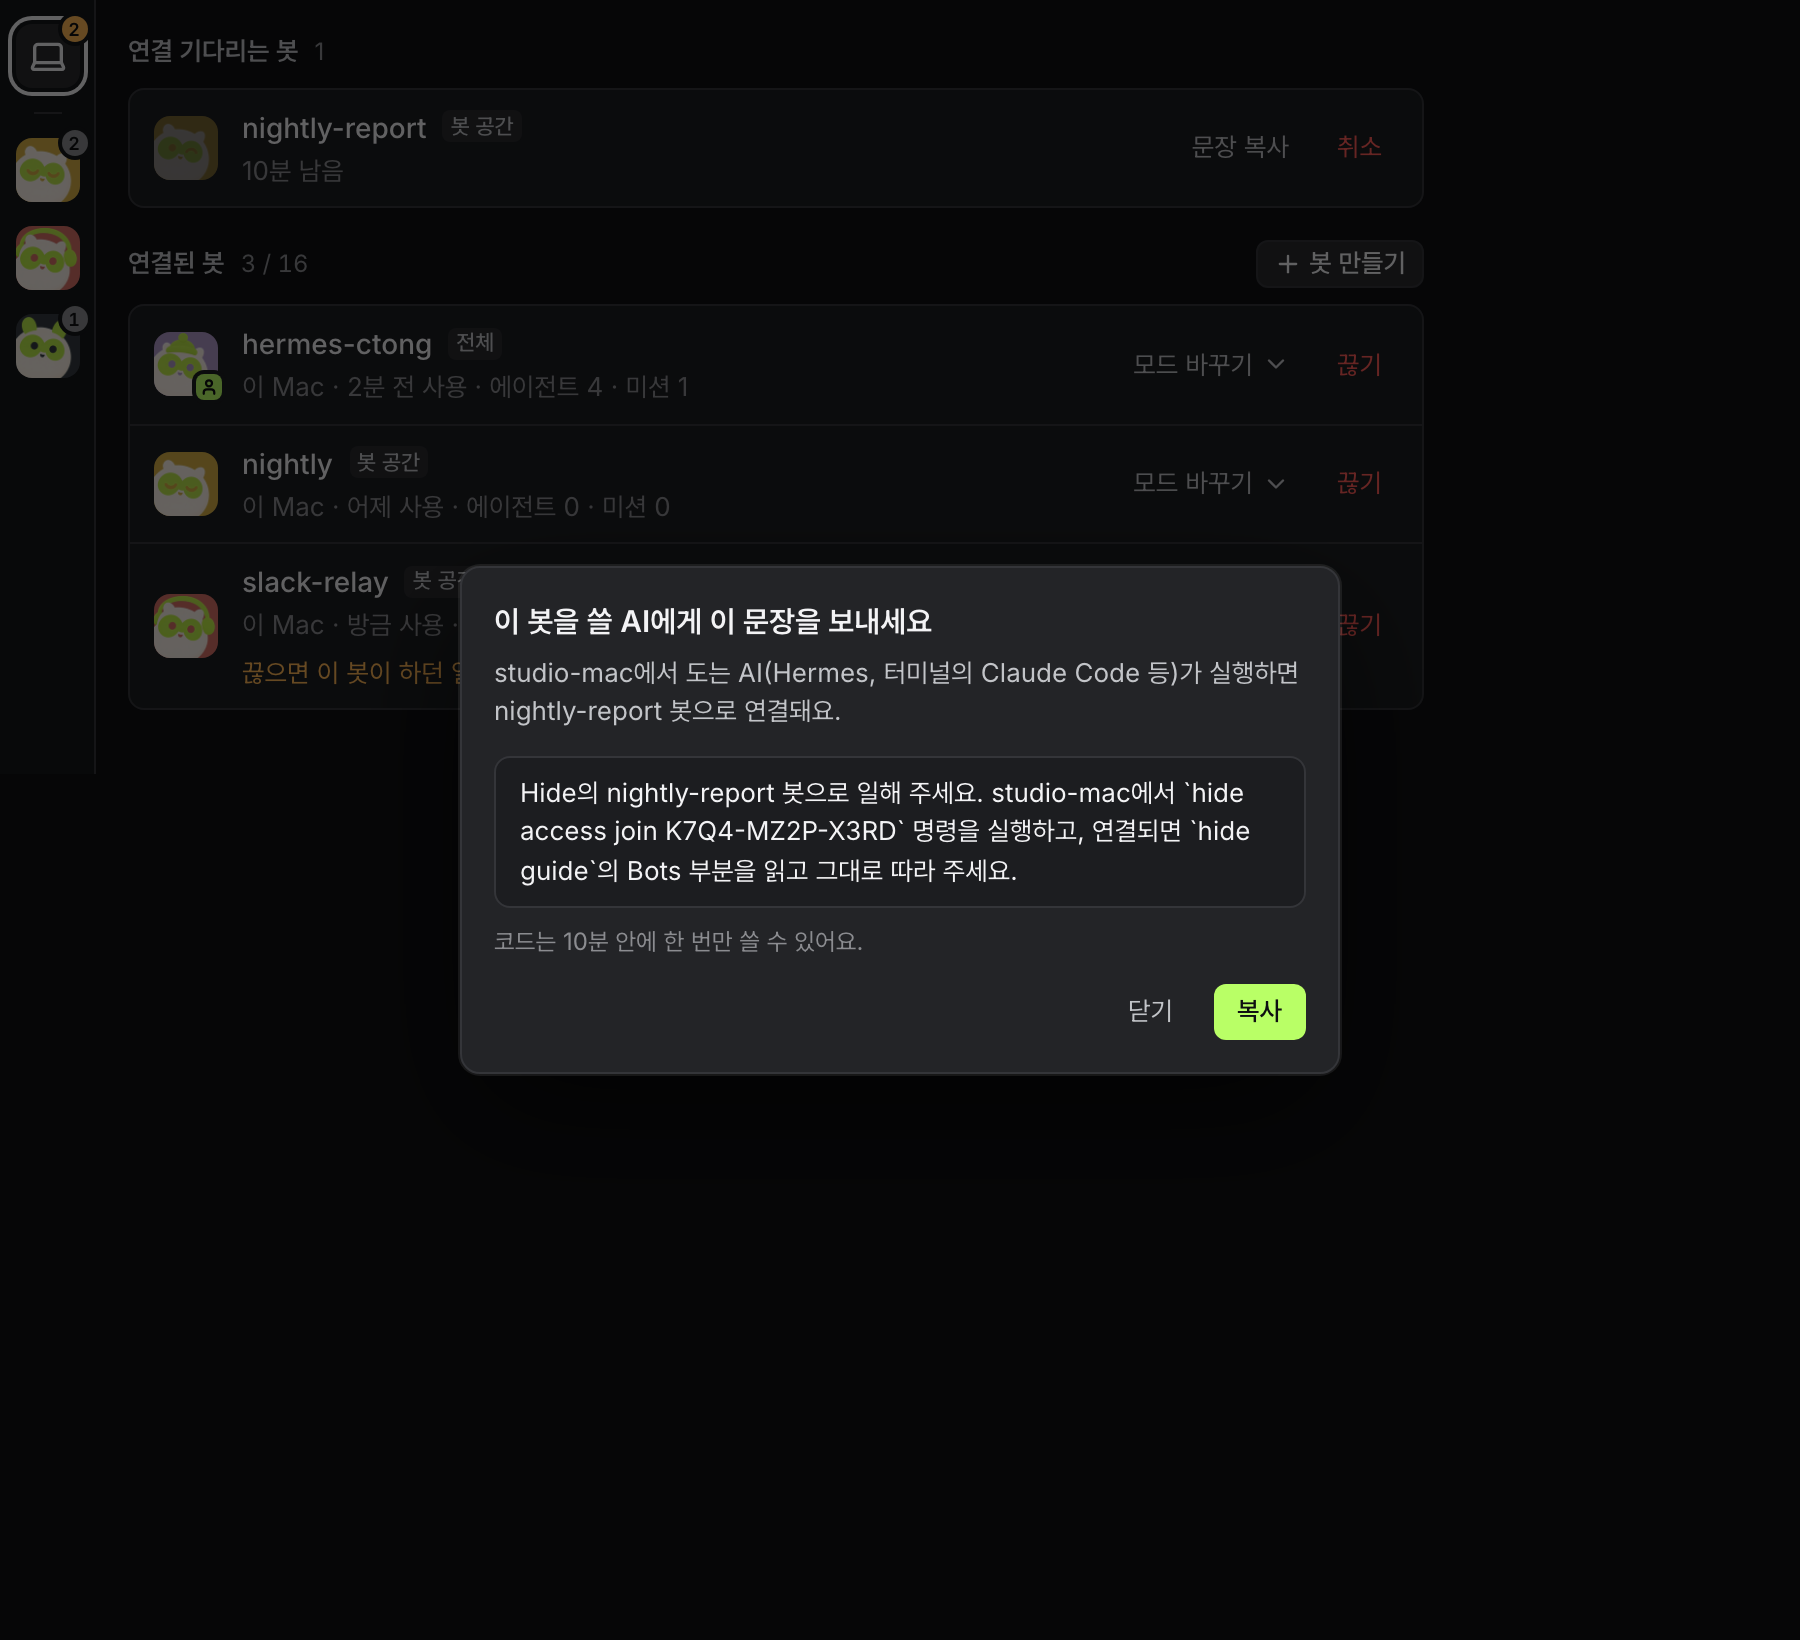 2
2
1
연결 기다리는 봇 1
nightly-report 봇 공간
10분 남음
문장 복사 취소
연결된 봇 3 / 16
+ 봇 만들기
hermes-ctong 전체
이 Mac · 2분 전 사용 · 에이전트 4 · 미션 1
모드 바꾸기 끊기
nightly 봇 공간
이 Mac · 어제 사용 · 에이전트 0 · 미션 0
모드 바꾸기 끊기
slack-relay 봇
이 Mac · 방금 사용 ·
끊으면 이 봇이 하던
끊기
이 봇을 쓸 AI에게 이 문장을 보내세요
studio-mac에서 도는 AI(Hermes, 터미널의 Claude Code 등)가 실행하면
nightly-report 봇으로 연결돼요.
Hide의 nightly-report 봇으로 일해 주세요. studio-mac에서 `hide
access join K7Q4-MZ2P-X3RD` 명령을 실행하고, 연결되면 `hide
guide`의 Bots 부분을 읽고 그대로 따라 주세요.
코드는 10분 안에 한 번만 쓸 수 있어요.
닫기 복사